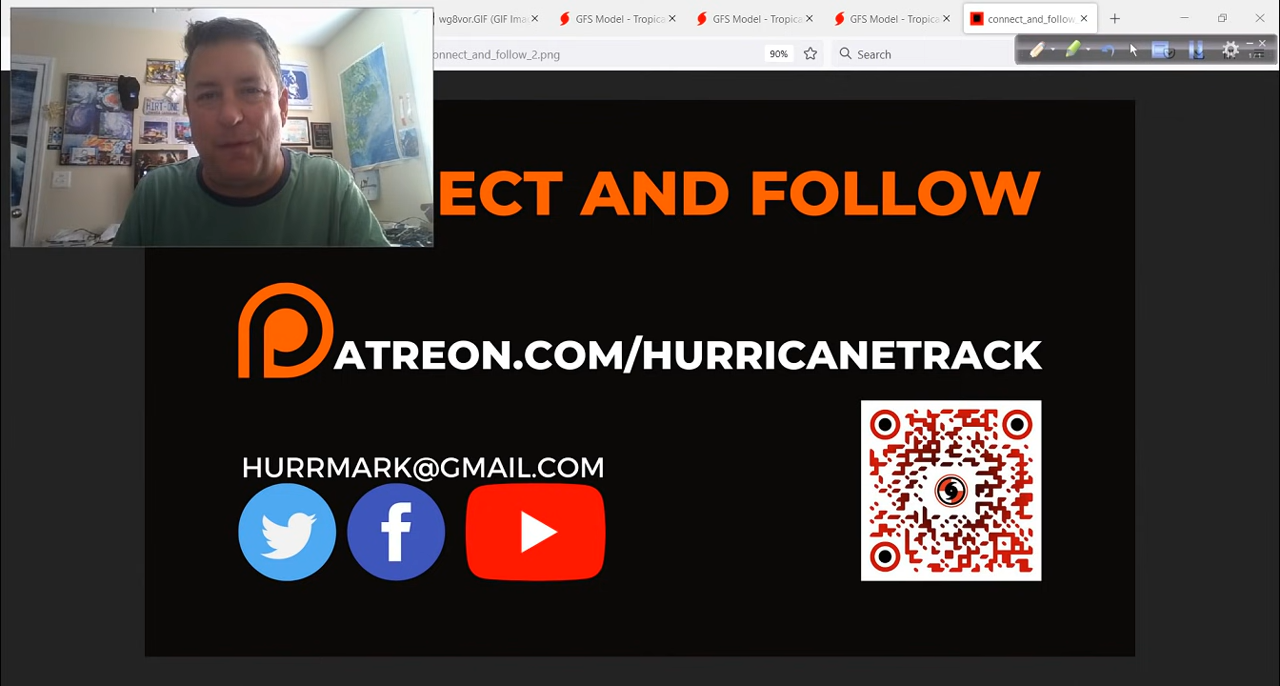 wg8vor.GIF (GIF Ima
GFS Model - Tropica
GFS Model - Tropica
GFS Model - Tropica
connect_and_follow_
onnect_and_follow_2.png
90%
Search
ECT AND FOLLOW
PATREON.COM/HURRICANETRACK
HURRMARK@GMAIL.COM